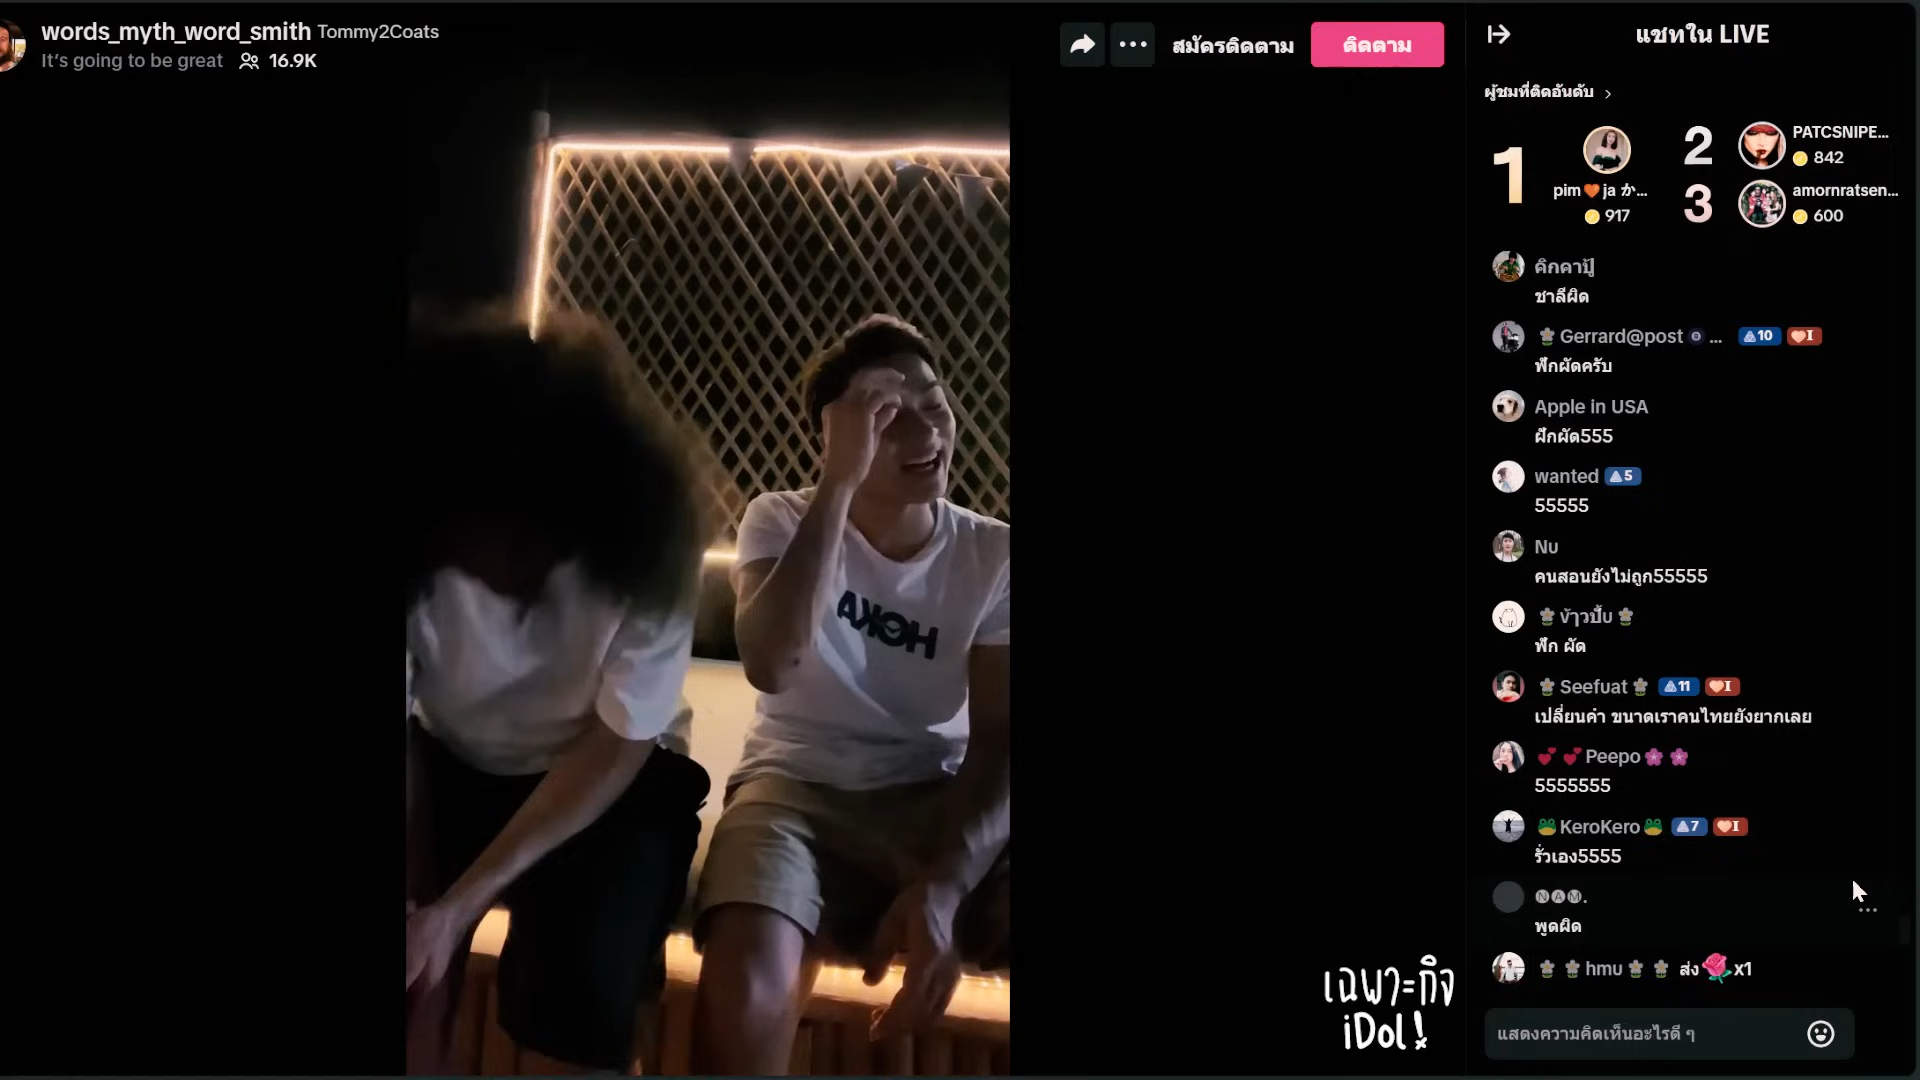 words_myth_word_smith Tommy2Coats
It's going to be great 16.9K
สมัครติดตาม
ติดตาม
HOKA
เฉพาะกิจ
iDol!
แชทใน LIVE
ผู้ชมที่ติดอันดับ >
1
pim🧡ja か...
917
2
PATCSNIPE...
842
3
amornratsen...
600
คิกคาปู้
ชาลีผิด
Gerrard@post ... 10 I
ฟักผัดครับ
Apple in USA
ฝึกผัด555
wanted 5
55555
Nu
คนสอนยังไม่ถูก55555
ข้าวปั้น
ฟัก ผัด
Seefuat 11 I
เปลี่ยนคำ ขนาดเราคนไทยยังยากเลย
💕💕Peepo🌸🌸
5555555
🐸KeroKero🐸 7 I
รั่วเอง5555
🅝🅐🅜.
พูดผิด
hmu ส่ง🌹x1
แสดงความคิดเห็นอะไรดี ๆ